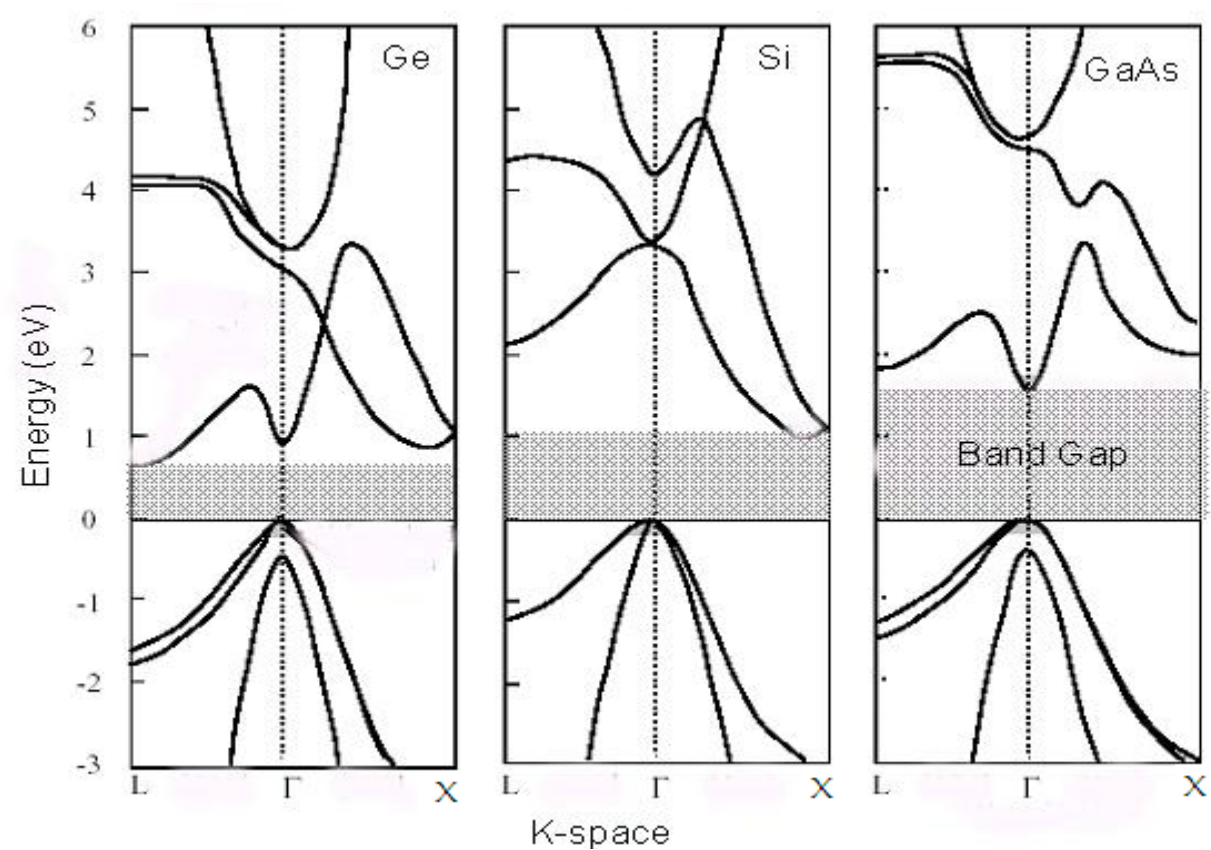 Ge
Si
GaAs
6
5
4
3
2
1
0
-1
-2
-3
Energy (eV)
Band Gap
L Γ X
L Γ X
L Γ X
K-space